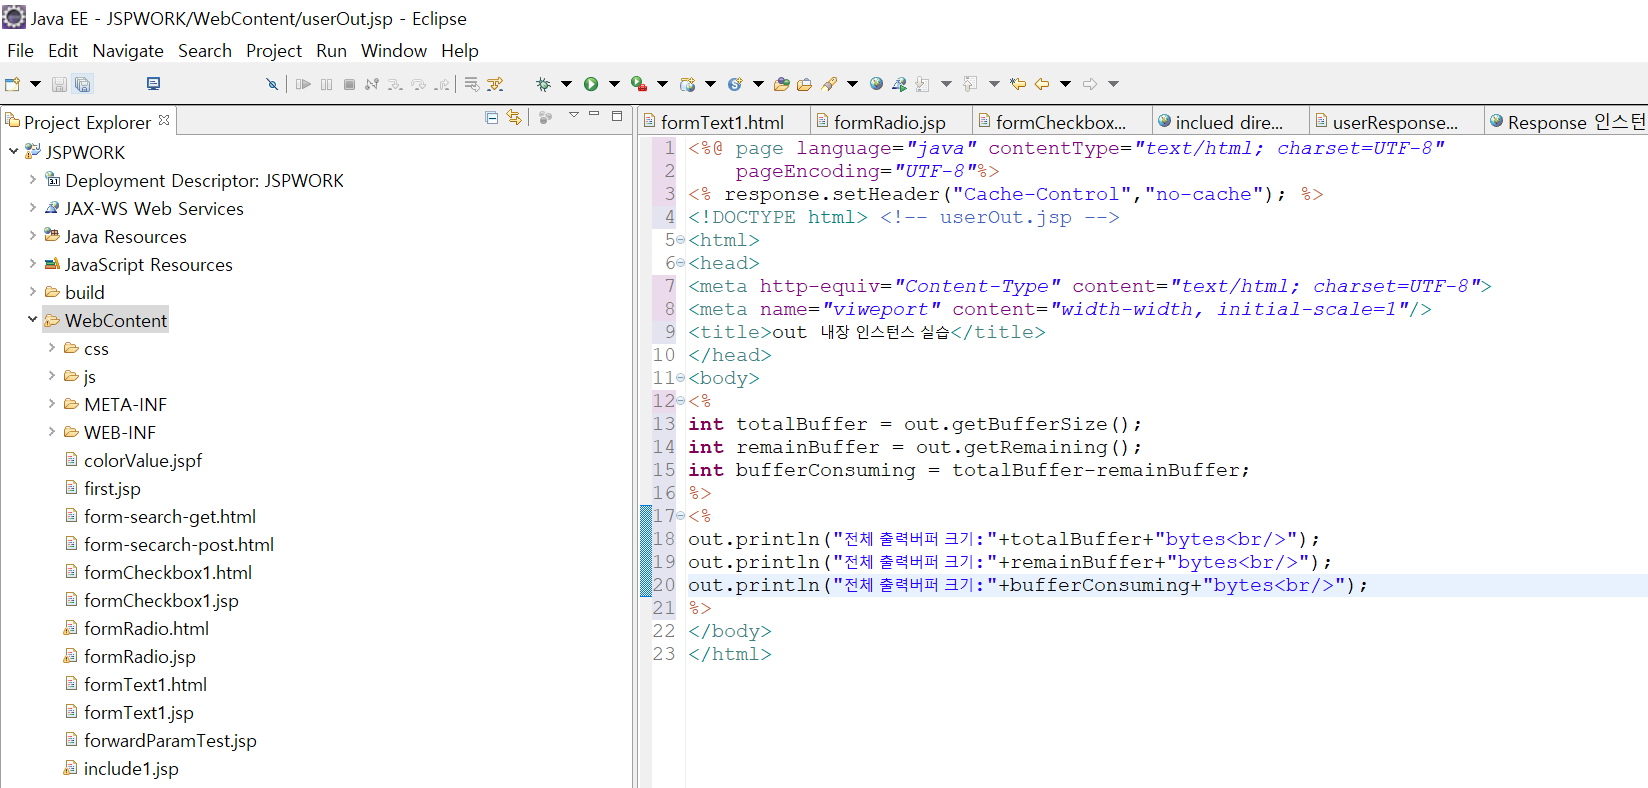 Java EE - JSPWORK/WebContent/userOut.jsp - Eclipse
File Edit Navigate Search Project Run Window Help
Project Explorer
JSPWORK
Deployment Descriptor: JSPWORK
JAX-WS Web Services
Java Resources
JavaScript Resources
build
WebContent
css
js
META-INF
WEB-INF
colorValue.jspf
first.jsp
form-search-get.html
form-secarch-post.html
formCheckbox1.html
formCheckbox1.jsp
formRadio.html
formRadio.jsp
formText1.html
formText1.jsp
forwardParamTest.jsp
include1.jsp
formText1.html formRadio.jsp formCheckbox... inclued dire... userResponse... Response 인스턴
1 <%@ page language="java" contentType="text/html; charset=UTF-8"
2 pageEncoding="UTF-8"%>
3 <% response.setHeader("Cache-Control","no-cache"); %>
4 <!DOCTYPE html> <!-- userOut.jsp -->
5 <html>
6 <head>
7 <meta http-equiv="Content-Type" content="text/html; charset=UTF-8">
8 <meta name="viweport" content="width-width, initial-scale=1"/>
9 <title>out 내장 인스턴스 실습</title>
10 </head>
11 <body>
12 <%
13 int totalBuffer = out.getBufferSize();
14 int remainBuffer = out.getRemaining();
15 int bufferConsuming = totalBuffer-remainBuffer;
16 %>
17 <%
18 out.println("전체 출력버퍼 크기:"+totalBuffer+"bytes<br/>");
19 out.println("전체 출력버퍼 크기:"+remainBuffer+"bytes<br/>");
20 out.println("전체 출력버퍼 크기:"+bufferConsuming+"bytes<br/>");
21 %>
22 </body>
23 </html>